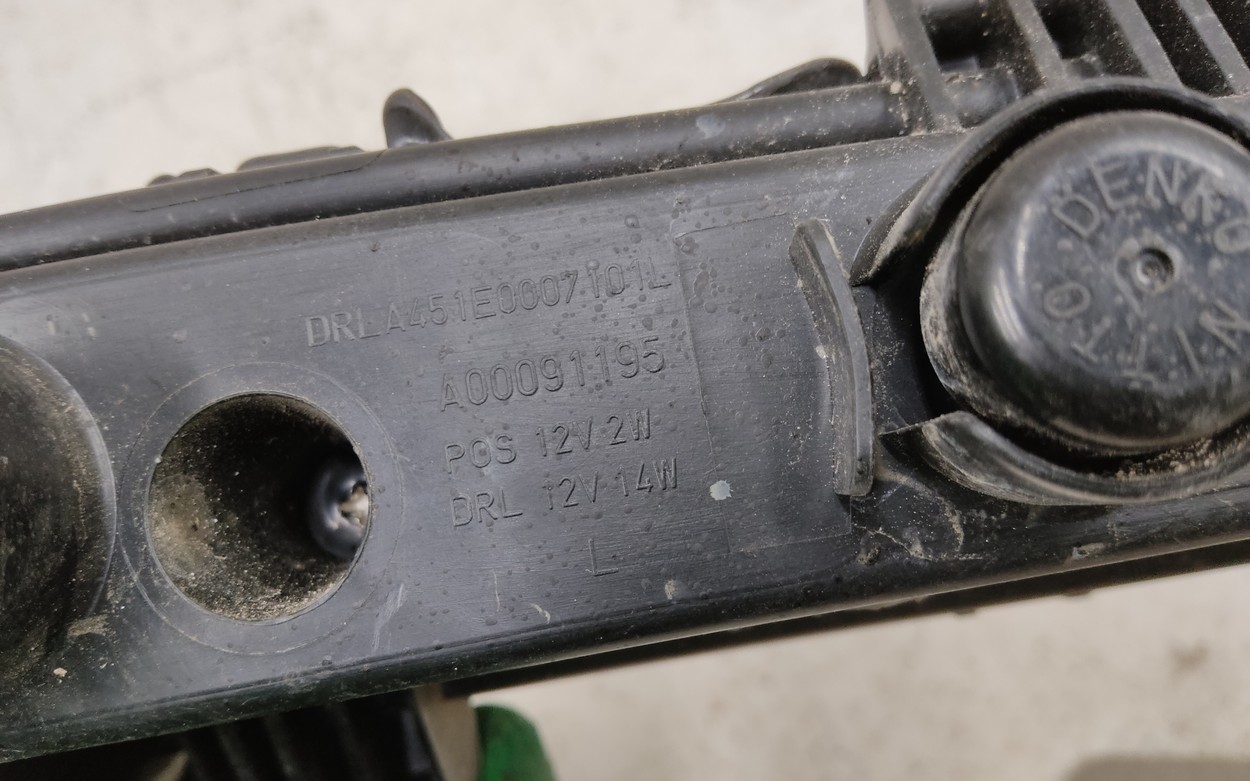 DRLA451E0007101L
A00091195
POS 12V 2W
DRL 12V 14W
L
NITTO DENKO